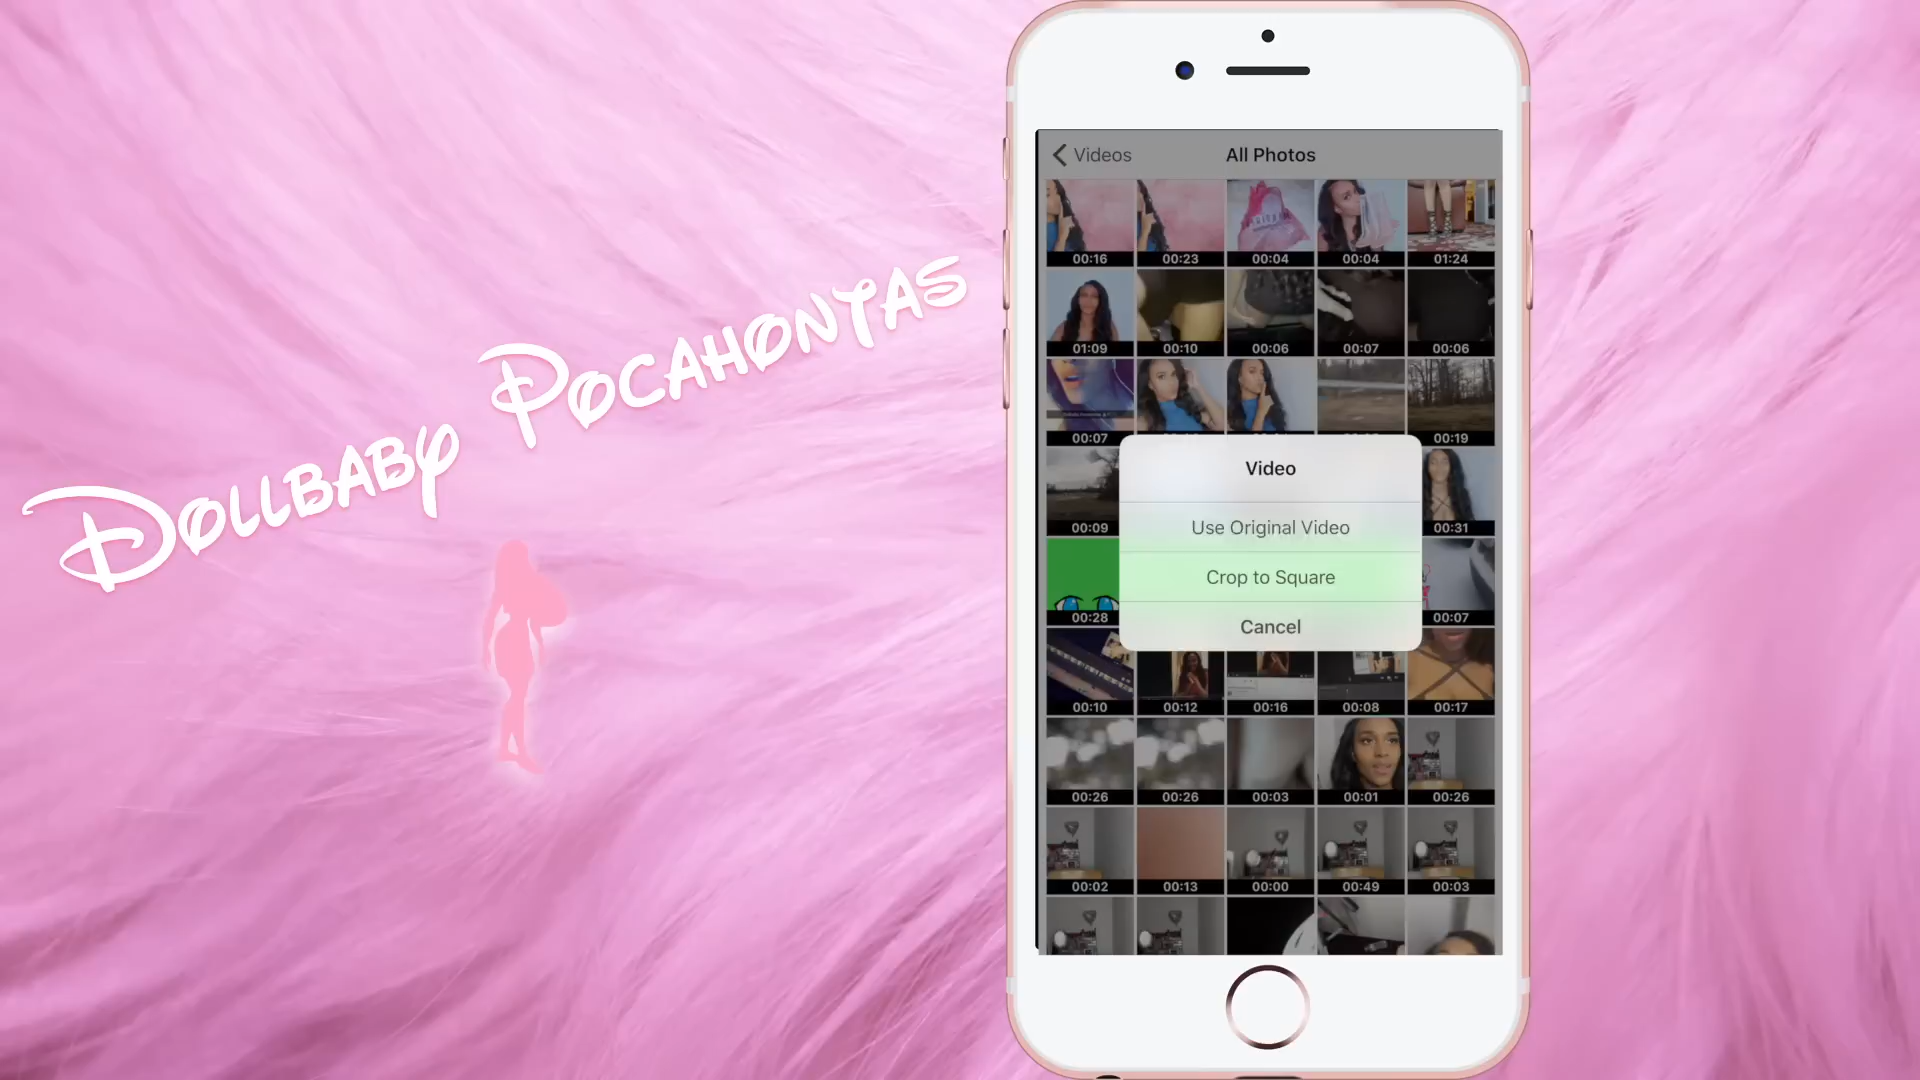 Dollbaby Pocahontas
Videos
All Photos
00:16 00:23 00:04 00:04 01:24
01:09 00:10 00:06 00:07 00:06
00:07 00:19
00:09 00:31
00:28 00:07
00:10 00:12 00:16 00:08 00:17
00:26 00:26 00:03 00:01 00:26
00:02 00:13 00:00 00:49 00:03
Video
Use Original Video
Crop to Square
Cancel